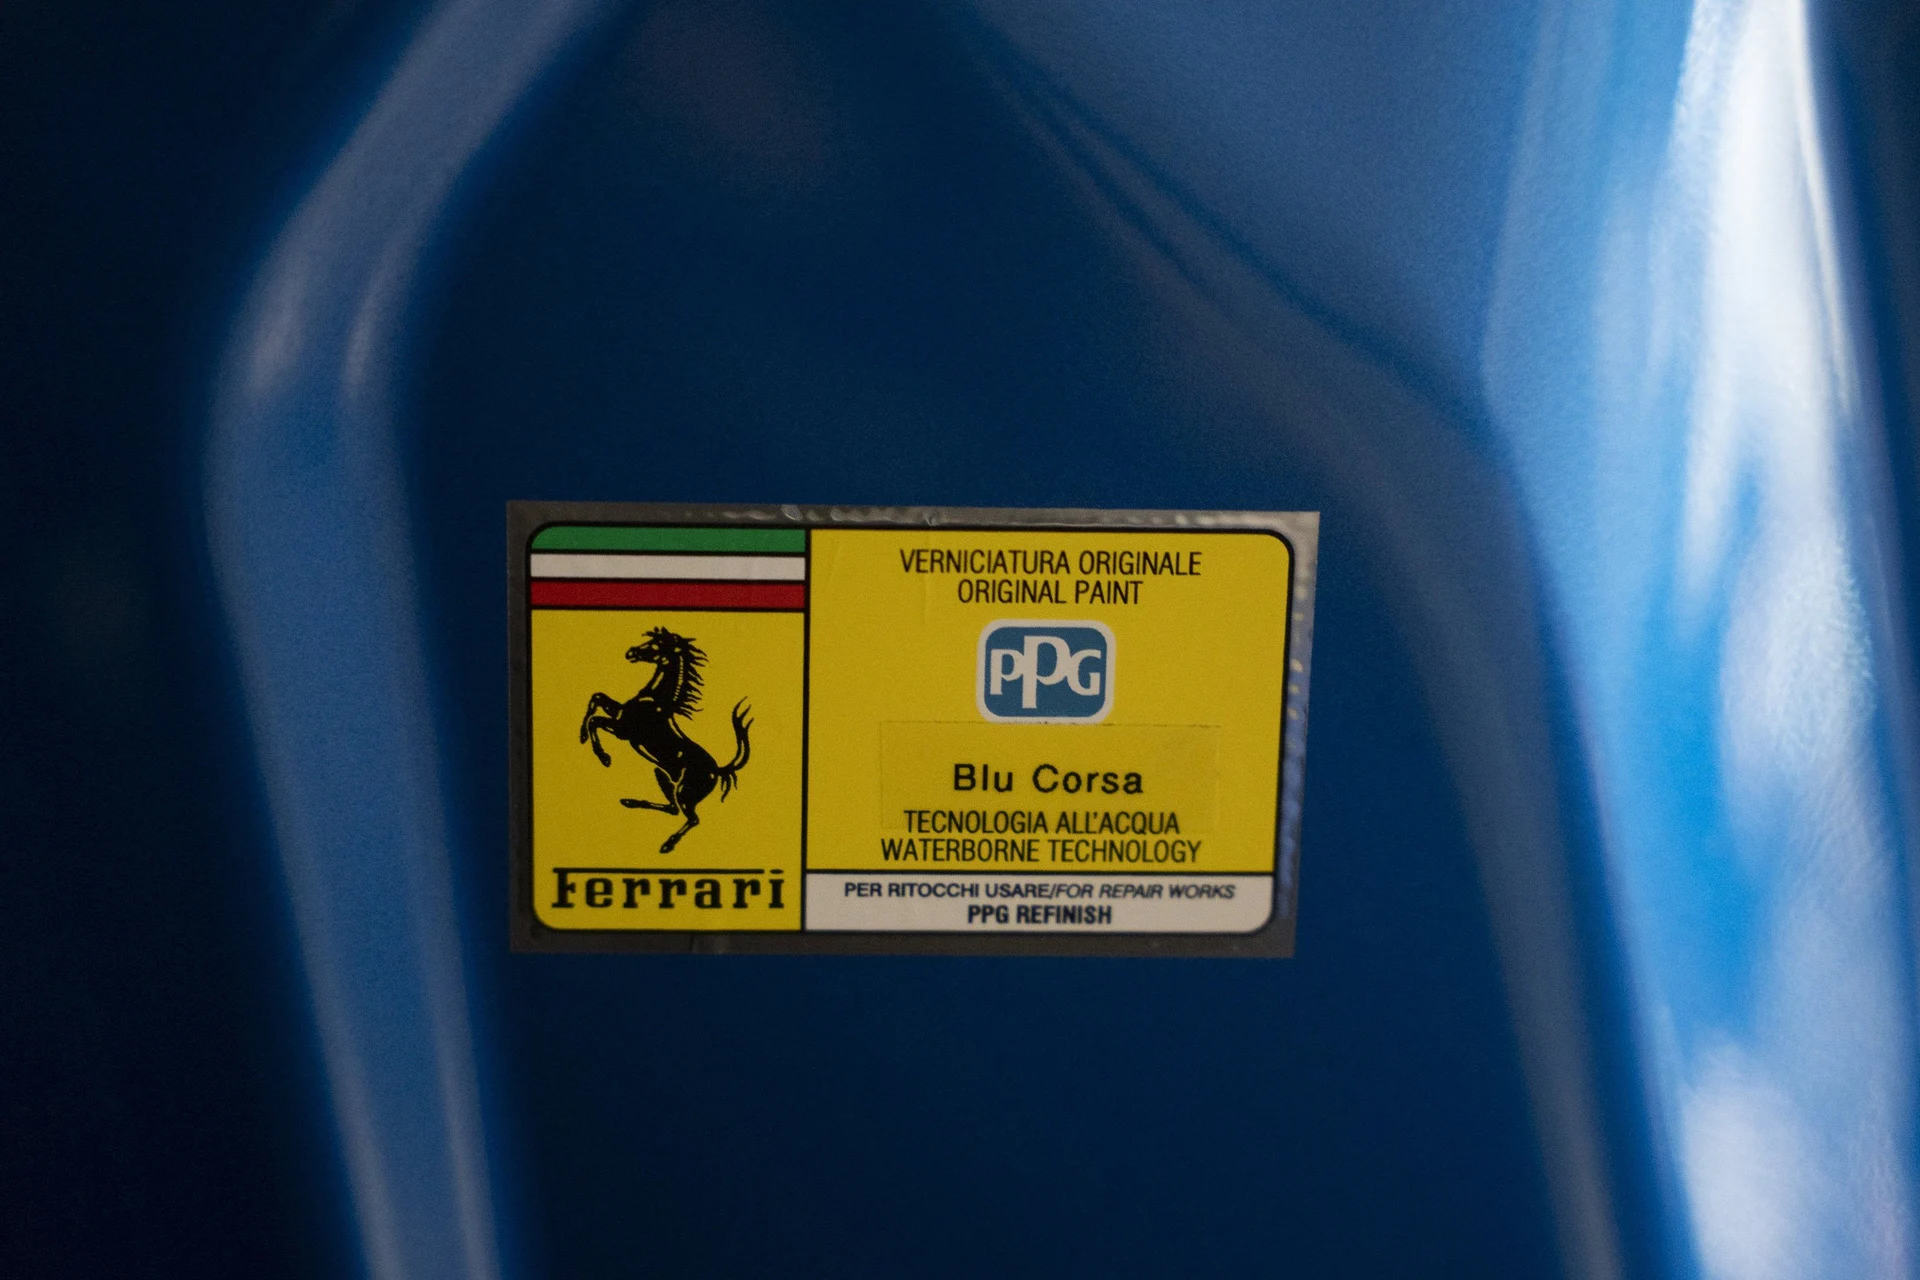 Ferrari
VERNICIATURA ORIGINALE
ORIGINAL PAINT
PPG
Blu Corsa
TECNOLOGIA ALL'ACQUA
WATERBORNE TECHNOLOGY
PER RITOCCHI USARE/FOR REPAIR WORKS
PPG REFINISH